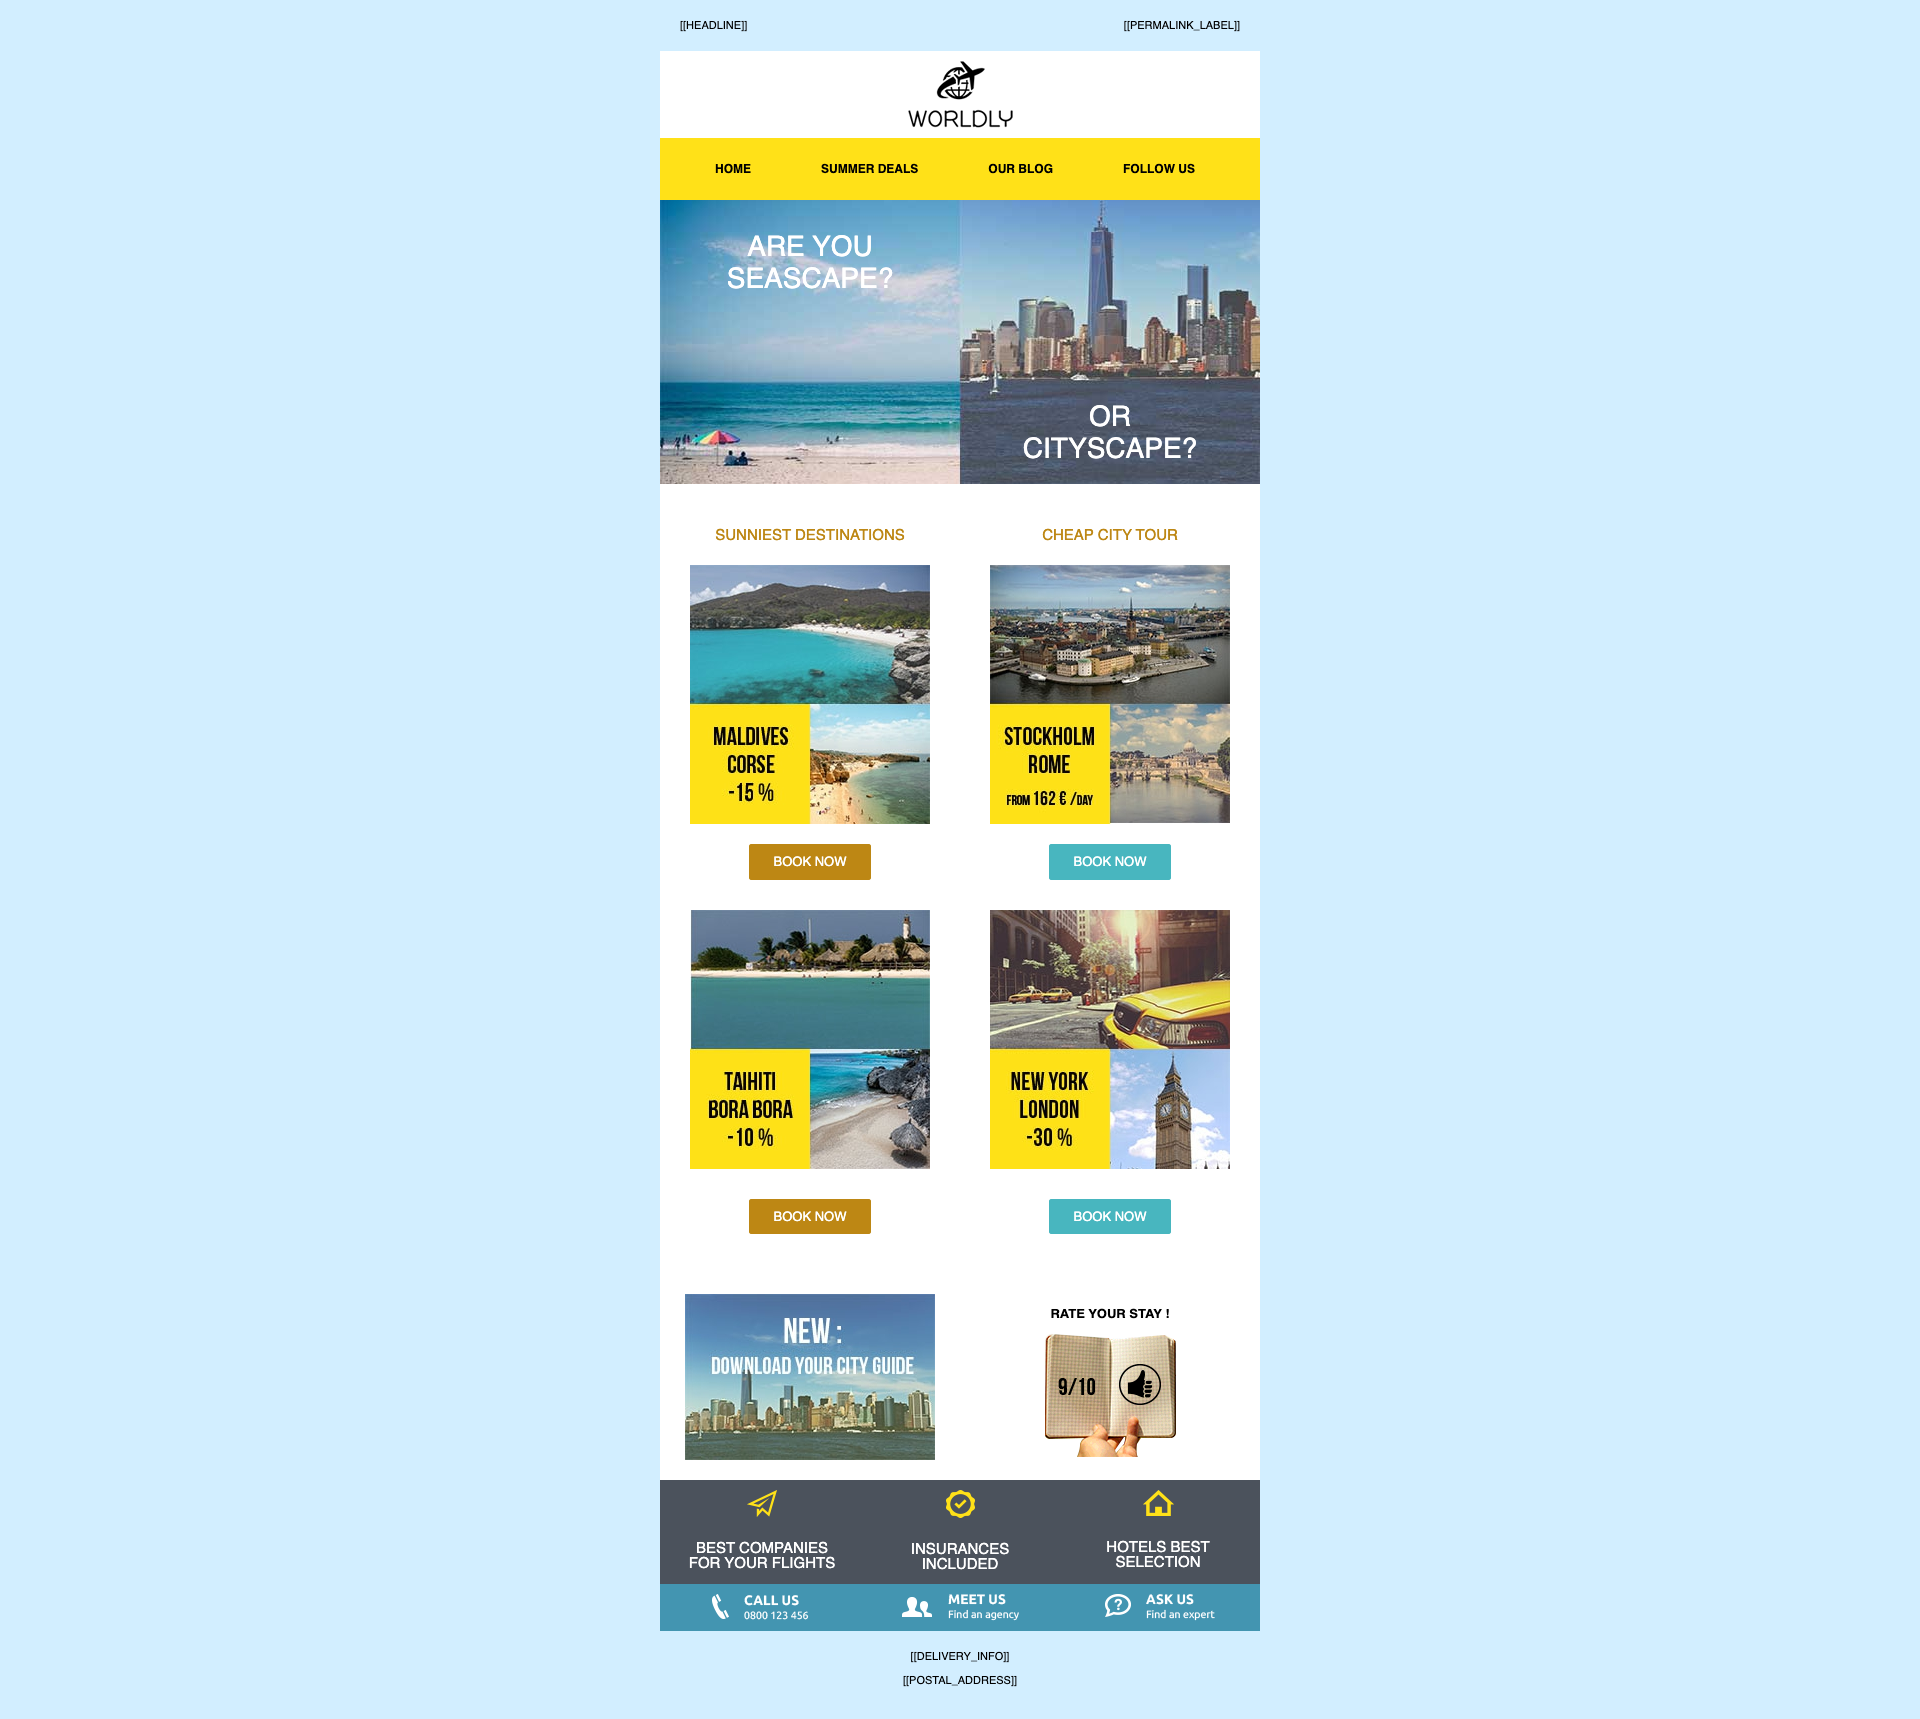 [[HEADLINE]]
[[PERMALINK_LABEL]]
WORLDLY
HOME
SUMMER DEALS
OUR BLOG
FOLLOW US
ARE YOU
SEASCAPE?
OR
CITYSCAPE?
SUNNIEST DESTINATIONS
CHEAP CITY TOUR
MALDIVES
CORSE
-15 %
STOCKHOLM
ROME
FROM 162 € /DAY
BOOK NOW
BOOK NOW
TAIHITI
BORA BORA
-10 %
NEW YORK
LONDON
-30 %
BOOK NOW
BOOK NOW
NEW :
DOWNLOAD YOUR CITY GUIDE
RATE YOUR STAY !
9/10
BEST COMPANIES
FOR YOUR FLIGHTS
INSURANCES
INCLUDED
HOTELS BEST
SELECTION
CALL US
0800 123 456
MEET US
Find an agency
ASK US
Find an expert
[[DELIVERY_INFO]]
[[POSTAL_ADDRESS]]